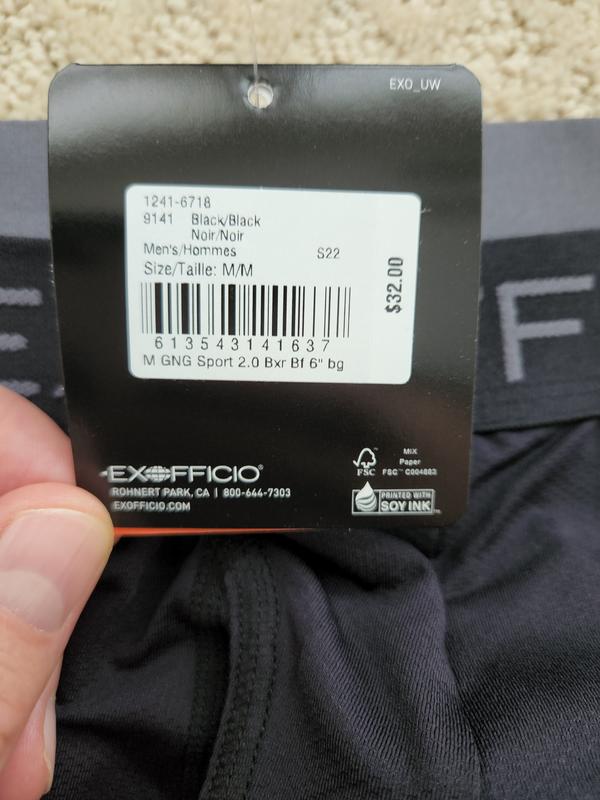 EXO_UW
1241-6718
9141 Black/Black
Noir/Noir
Men's/Hommes S22
Size/Taille: M/M
$32.00
613543141637
M GNG Sport 2.0 Bxr Bf 6" bg
EXOFFICIO®
ROHNERT PARK, CA | 800-644-7303
EXOFFICIO.COM
FSC
MIX
Paper
FSC™ C004883
PRINTED WITH
SOY INK™
E
F